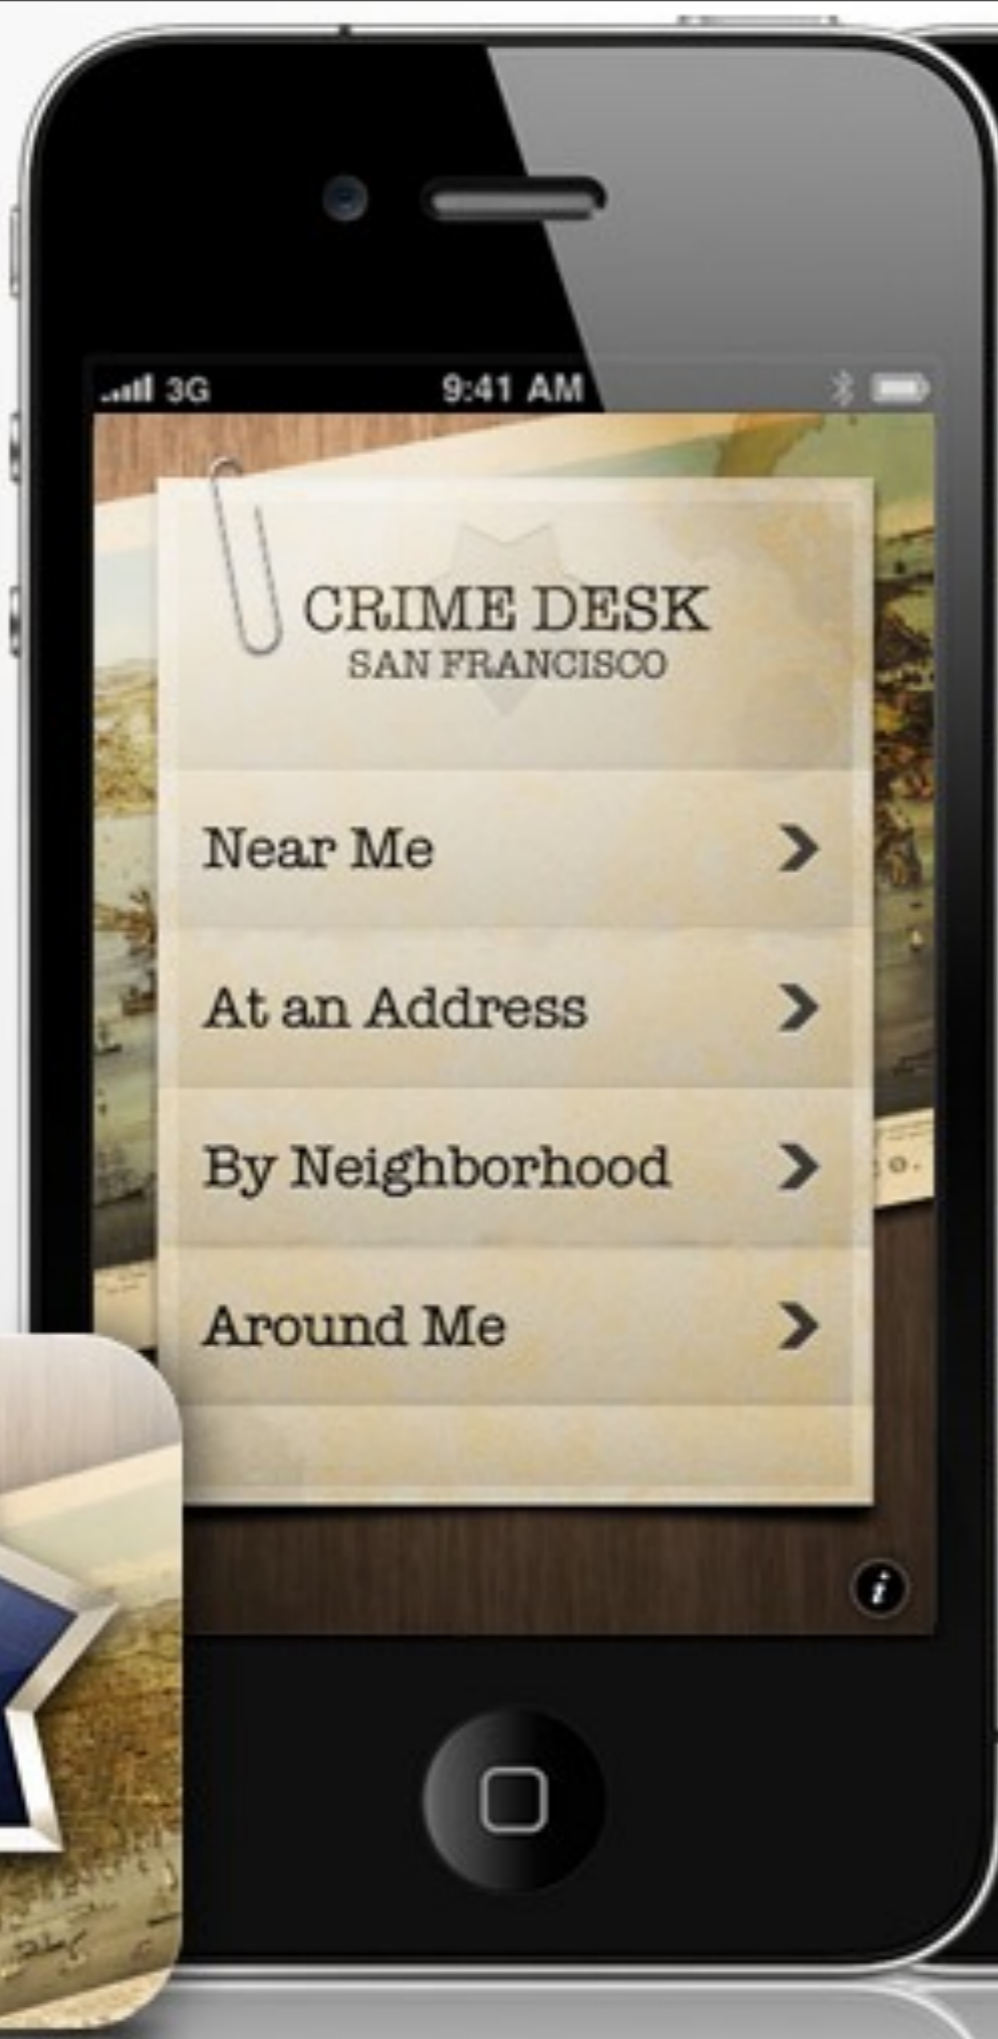 3G 9:41 AM
CRIME DESK
SAN FRANCISCO
Near Me
At an Address
By Neighborhood
Around Me
o.
i